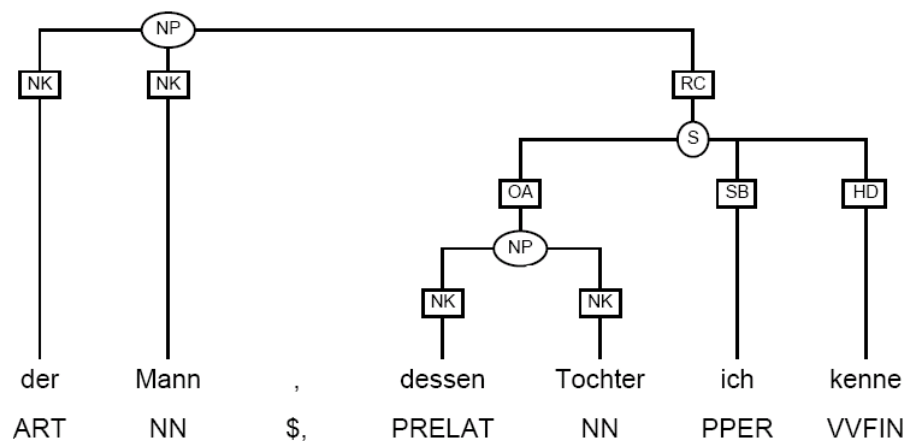 NP
NK NK RC
S
OA SB HD
NP
NK NK
der Mann , dessen Tochter ich kenne
ART NN $, PRELAT NN PPER VVFIN